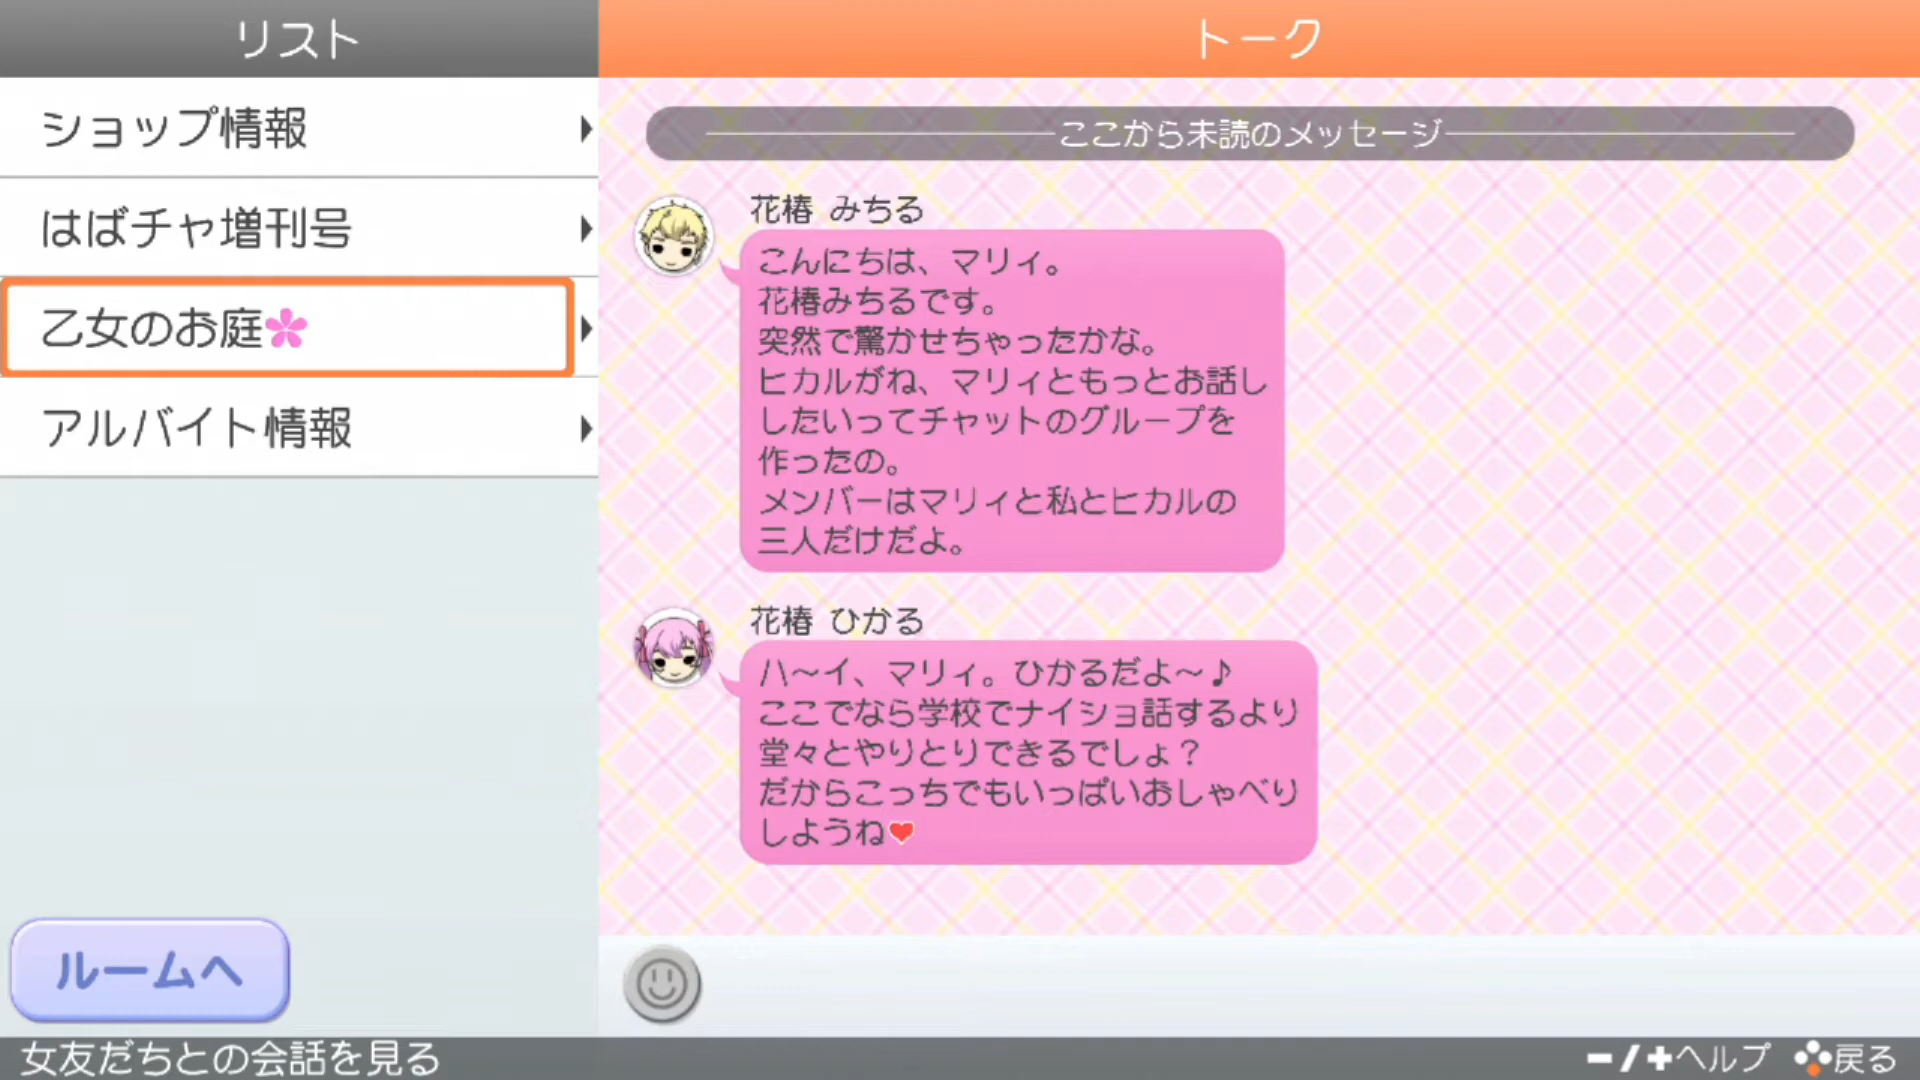 リスト
ショップ情報
はばチャ増刊号
乙女のお庭
アルバイト情報
ルームへ
女友だちとの会話を見る
トーク
ここから未読のメッセージ
花椿 みちる
こんにちは、マリィ。
花椿みちるです。
突然で驚かせちゃったかな。
ヒカルがね、マリィともっとお話し
したいってチャットのグループを
作ったの。
メンバーはマリィと私とヒカルの
三人だけだよ。
花椿 ひかる
ハ～イ、マリィ。ひかるだよ～♪
ここでなら学校でナイショ話するより
堂々とやりとりできるでしょ？
だからこっちでもいっぱいおしゃべり
しようね❤
-/+ヘルプ 戻る